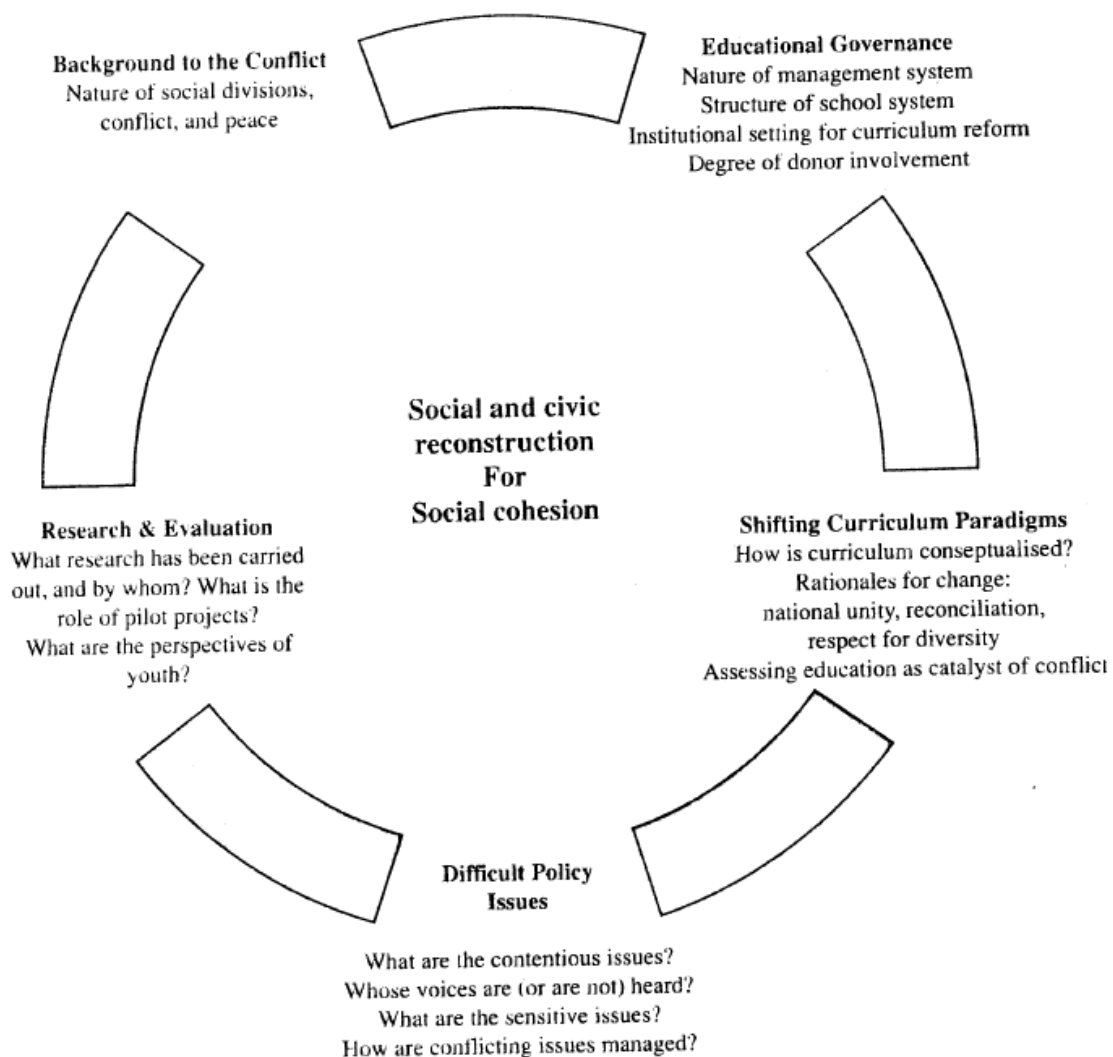 Background to the Conflict
Nature of social divisions,
conflict, and peace
Educational Governance
Nature of management system
Structure of school system
Institutional setting for curriculum reform
Degree of donor involvement
Social and civic
reconstruction
For
Social cohesion
Research & Evaluation
What research has been carried
out, and by whom? What is the
role of pilot projects?
What are the perspectives of
youth?
Shifting Curriculum Paradigms
How is curriculum conseptualised?
Rationales for change:
national unity, reconciliation,
respect for diversity
Assessing education as catalyst of conflict
Difficult Policy
Issues
What are the contentious issues?
Whose voices are (or are not) heard?
What are the sensitive issues?
How are conflicting issues managed?